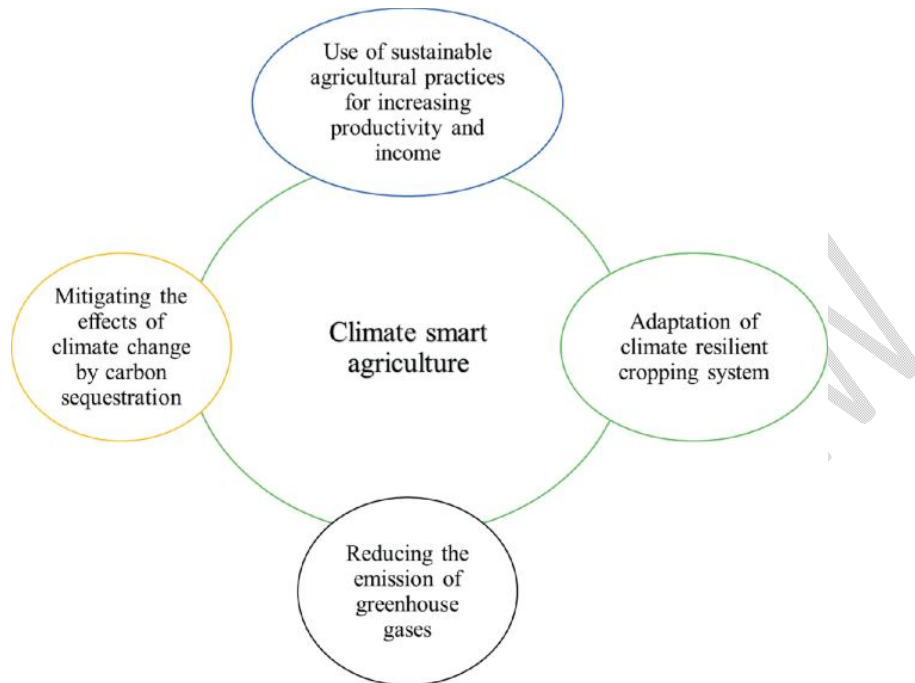 Use of sustainable
agricultural practices
for increasing
productivity and
income
Mitigating the
effects of
climate change
by carbon
sequestration
Climate smart
agriculture
Adaptation of
climate resilient
cropping system
Reducing the
emission of
greenhouse
gases